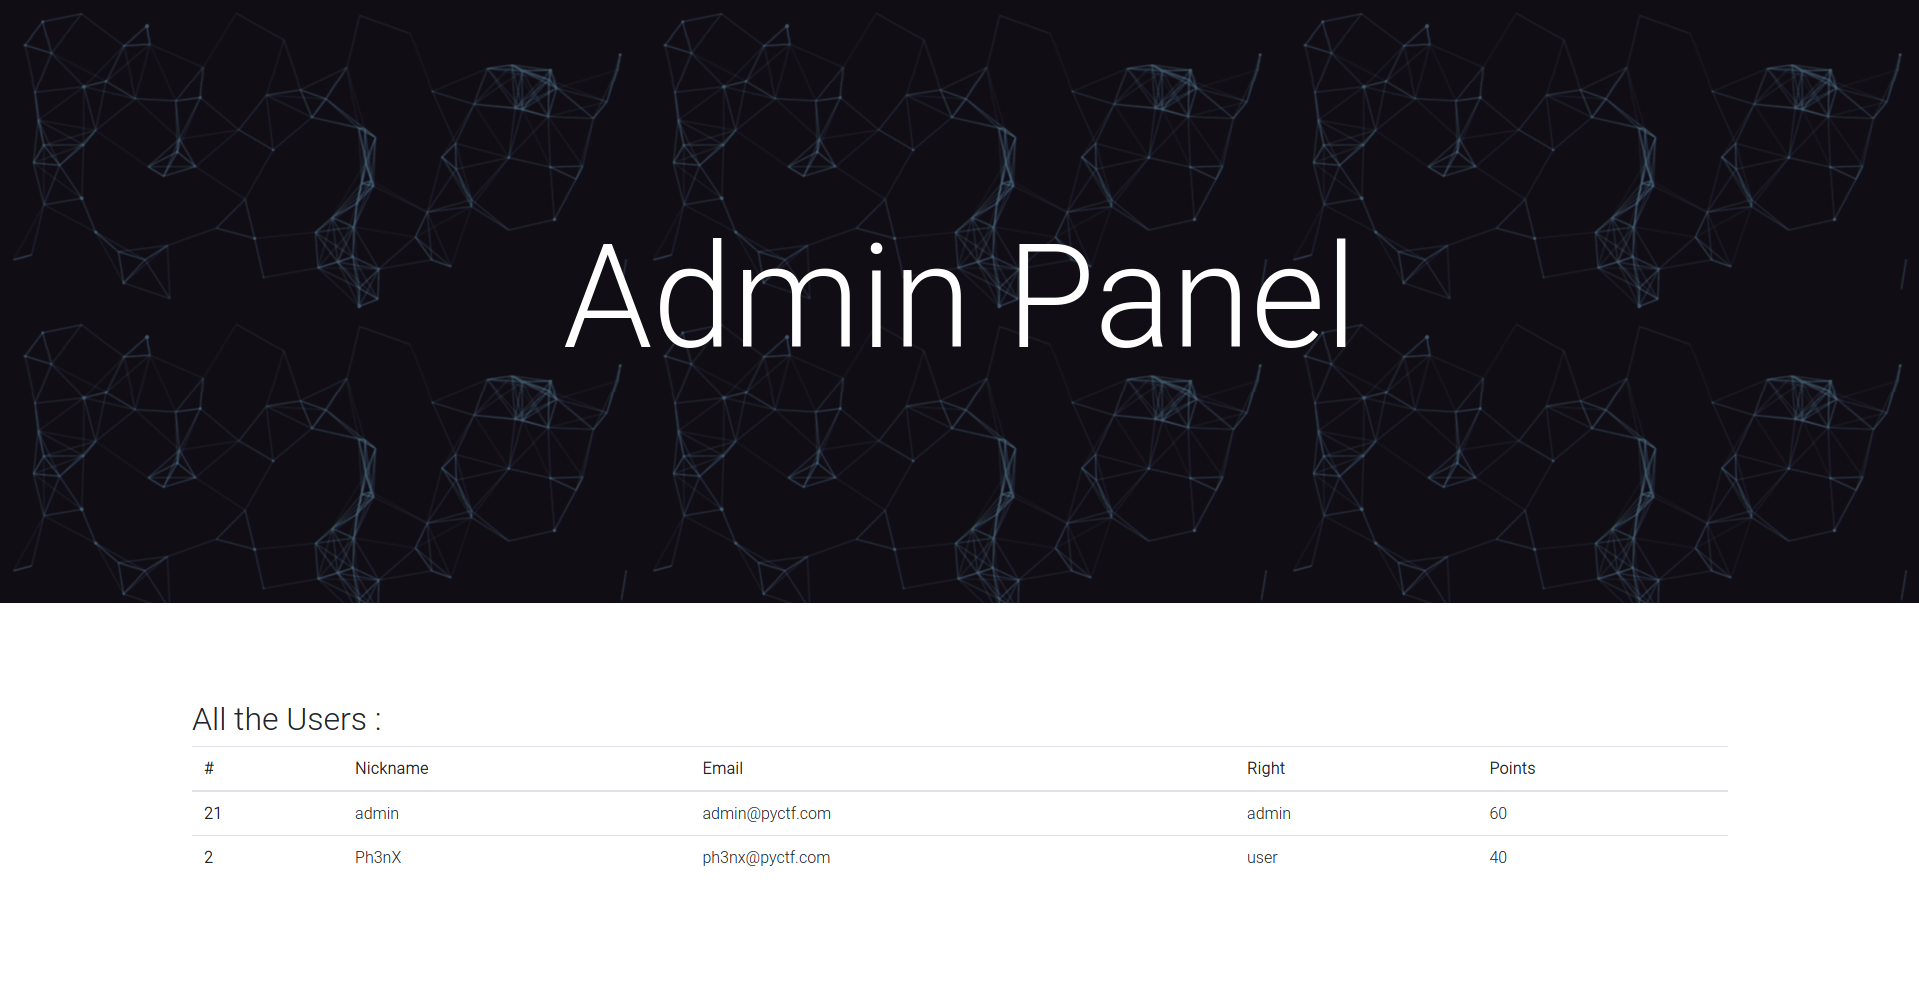 Admin Panel
All the Users :
# Nickname Email Right Points
21 admin admin@pyctf.com admin 60
2 Ph3nX ph3nx@pyctf.com user 40